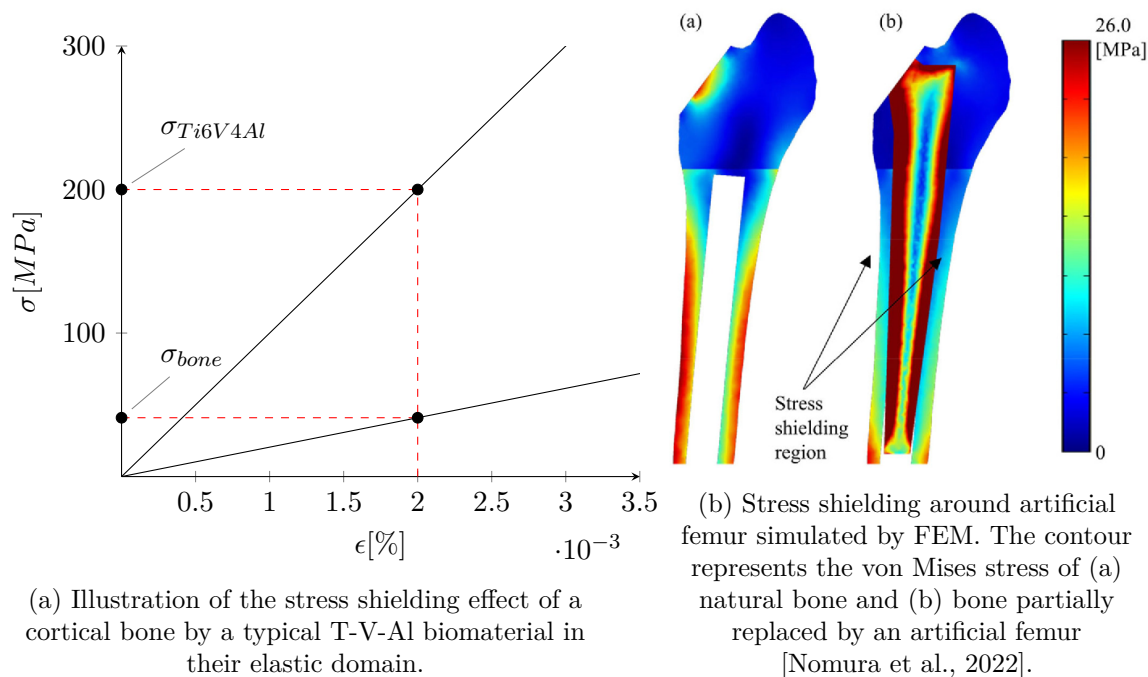 300
200
100
σ[MPa]
σTi6V4Al
σbone
0.5 1 1.5 2 2.5 3 3.5
ϵ[%]
·10−3
(a) Illustration of the stress shielding effect of a
cortical bone by a typical T-V-Al biomaterial in
their elastic domain.
(a)
(b)
26.0
[MPa]
0
Stress
shielding
region
(b) Stress shielding around artificial
femur simulated by FEM. The contour
represents the von Mises stress of (a)
natural bone and (b) bone partially
replaced by an artificial femur
[Nomura et al., 2022].